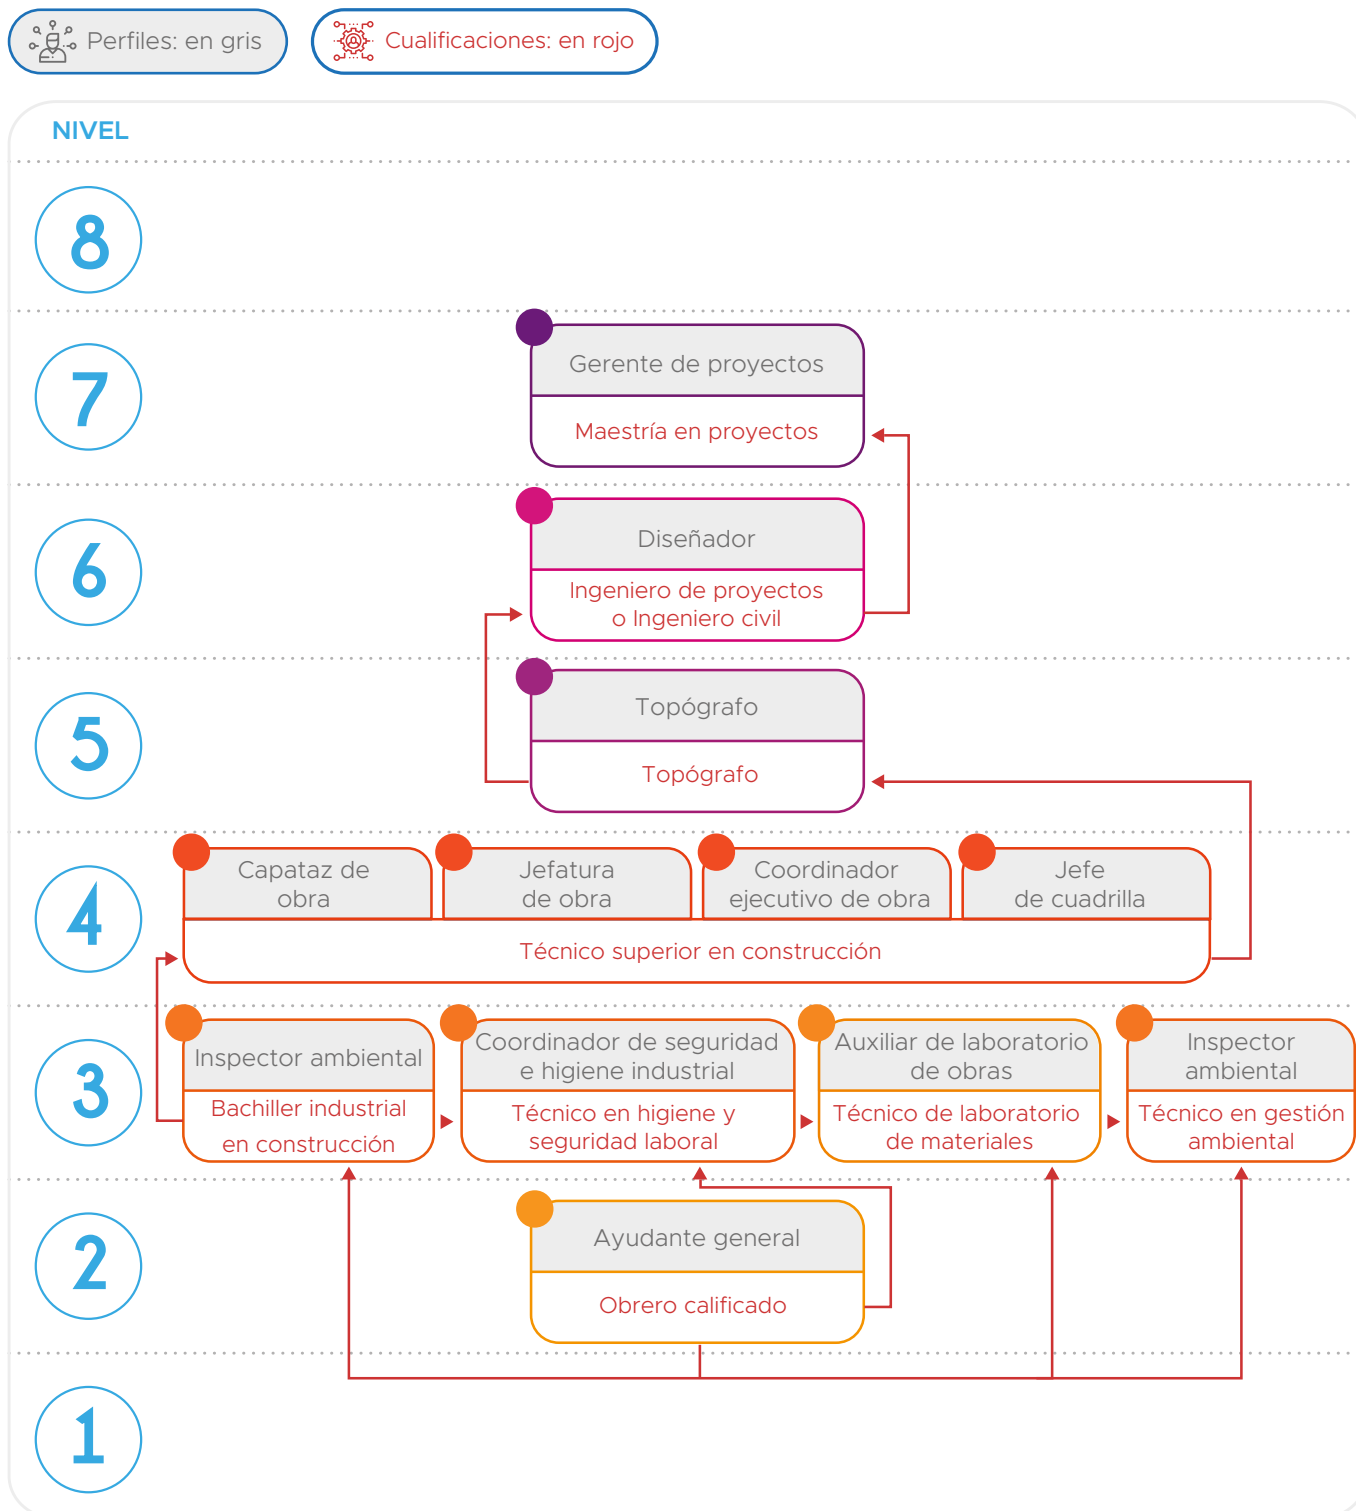 Perfiles: en gris
Cualificaciones: en rojo
NIVEL
8
7
Gerente de proyectos
Maestría en proyectos
6
Diseñador
Ingeniero de proyectos
o Ingeniero civil
5
Topógrafo
Topógrafo
4
Capataz de
obra
Jefatura
de obra
Coordinador
ejecutivo de obra
Jefe
de cuadrilla
Técnico superior en construcción
3
Inspector ambiental
Bachiller industrial
en construcción
Coordinador de seguridad
e higiene industrial
Técnico en higiene y
seguridad laboral
Auxiliar de laboratorio
de obras
Técnico de laboratorio
de materiales
Inspector
ambiental
Técnico en gestión
ambiental
2
Ayudante general
Obrero calificado
1